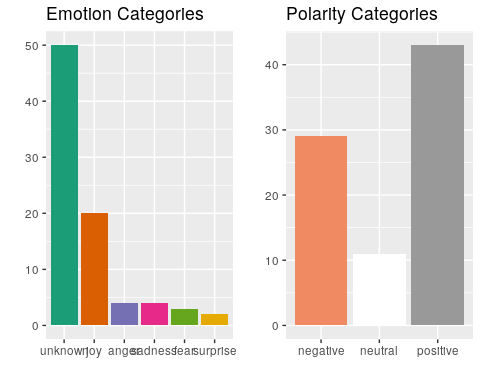 Emotion Categories
50
40
30
20
10
0
unknown joy anger sadness fear surprise
Polarity Categories
40
30
20
10
0
negative neutral positive